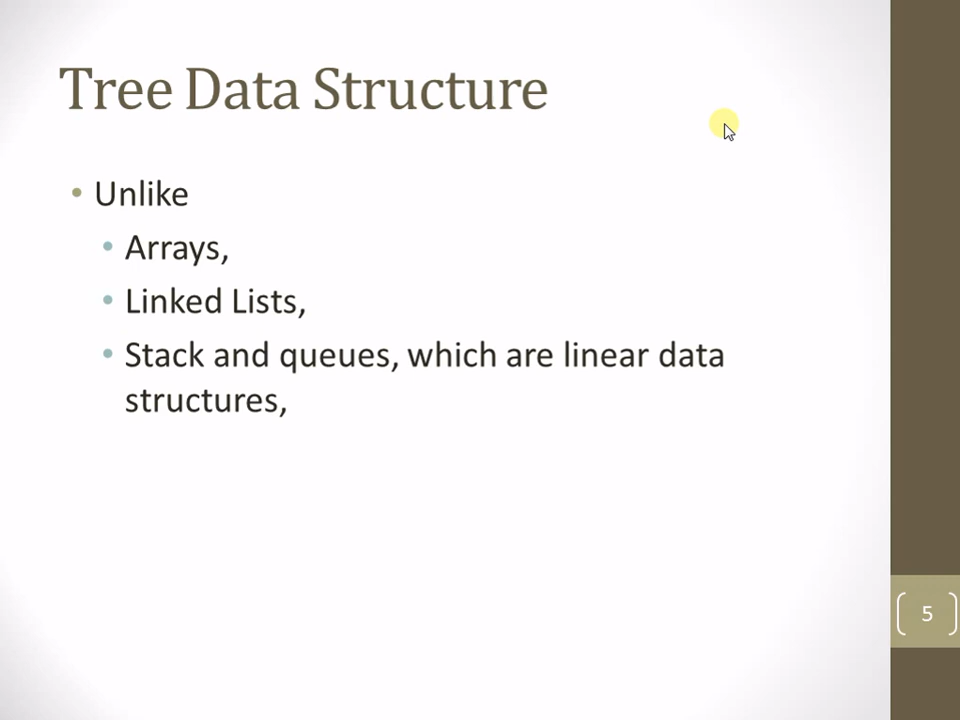 Tree Data Structure
• Unlike
• Arrays,
• Linked Lists,
• Stack and queues, which are linear data
structures,
5